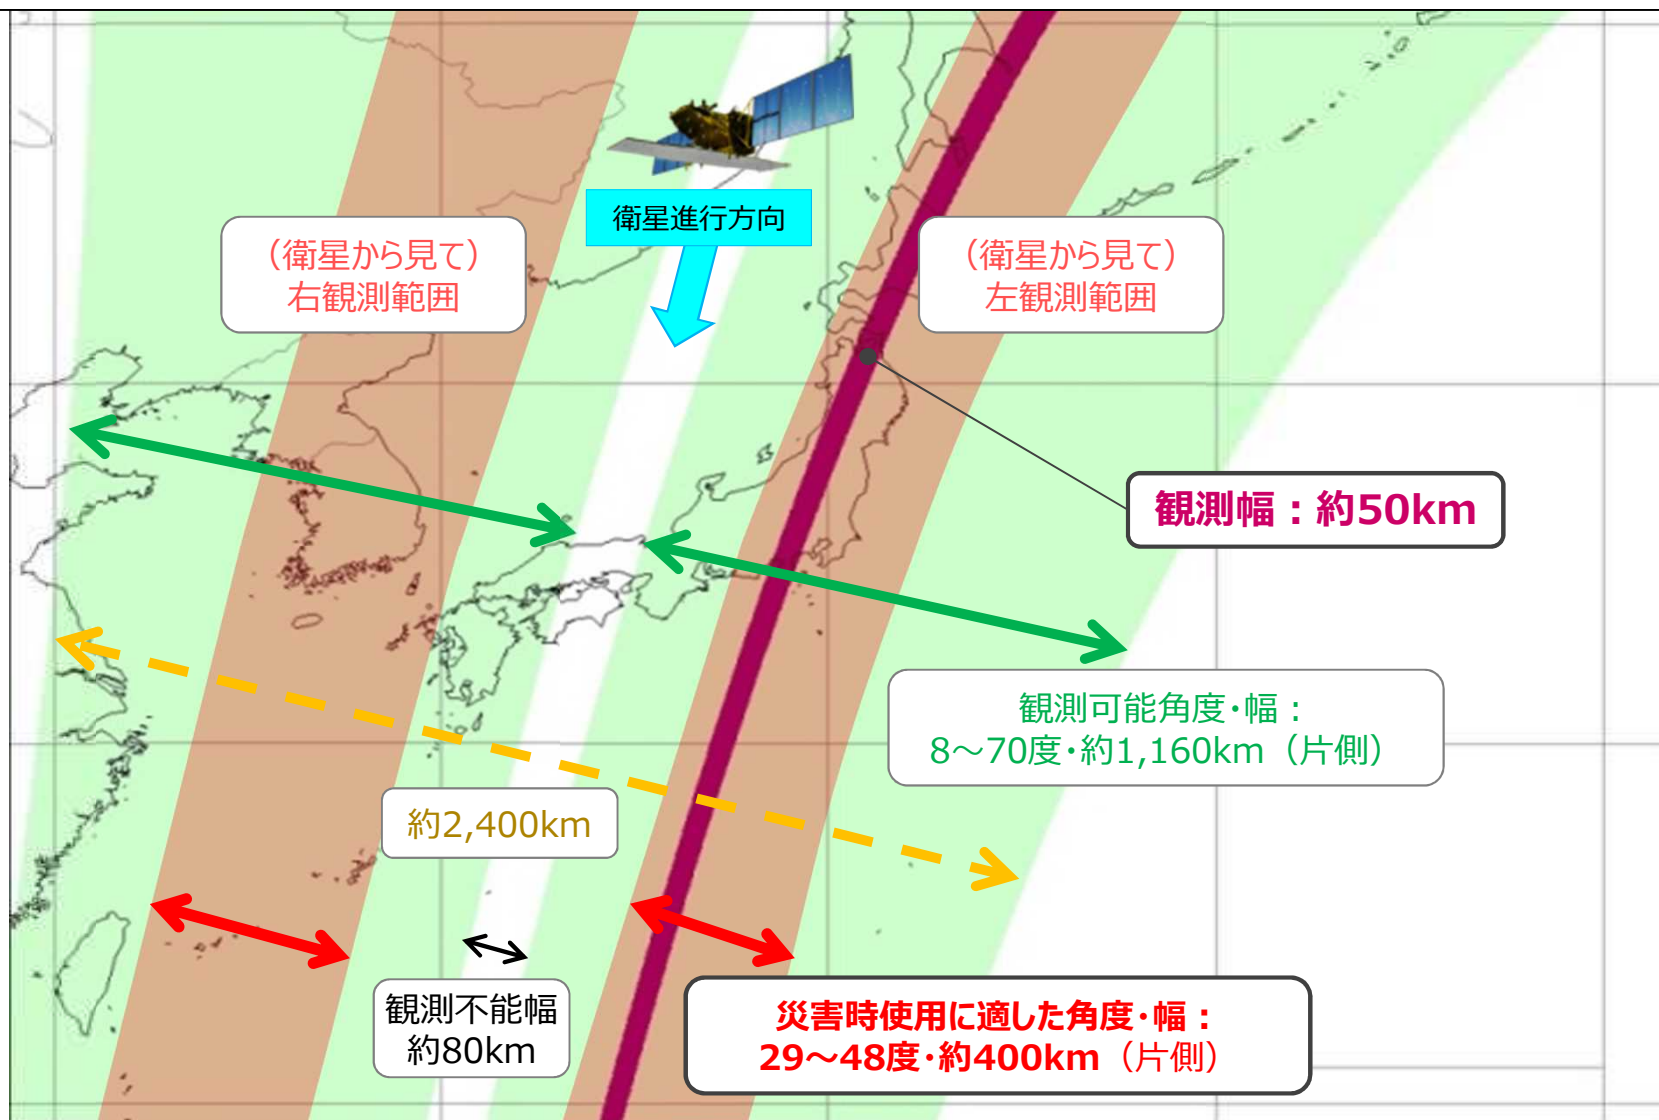 衛星進行方向
（衛星から見て）
右観測範囲
（衛星から見て）
左観測範囲
観測幅：約50km
観測可能角度・幅：
8～70度・約1,160km（片側）
約2,400km
観測不能幅
約80km
災害時使用に適した角度・幅：
29～48度・約400km（片側）